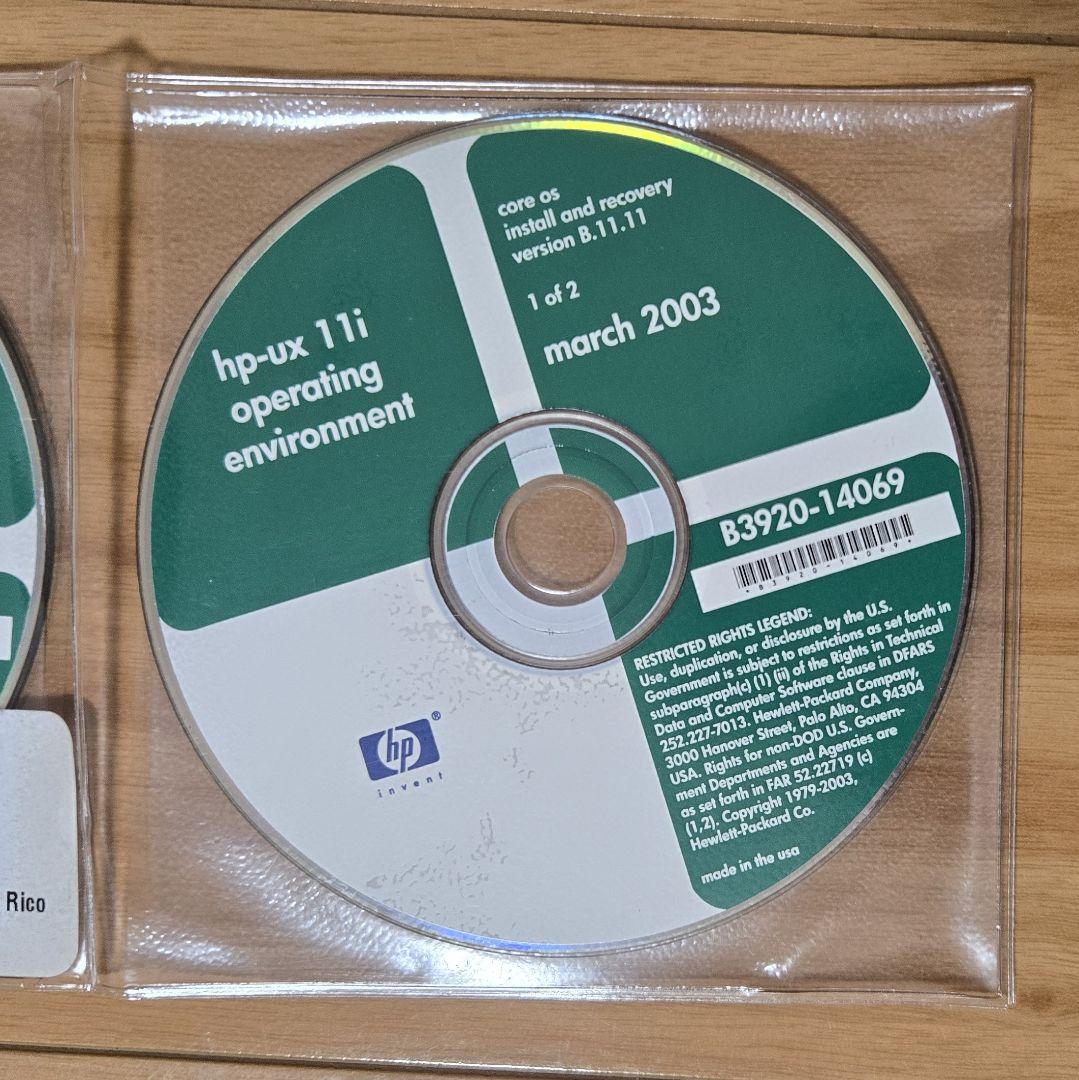 hp-ux 11i
operating
environment
core os
install and recovery
version B.11.11
1 of 2
march 2003
B3920-14069
*B3920-14069*
RESTRICTED RIGHTS LEGEND:
Use, duplication, or disclosure by the U.S.
Government is subject to restrictions as set forth in
subparagraph(c) (1) (ii) of the Rights in Technical
Data and Computer Software clause in DFARS
252.227-7013. Hewlett-Packard Company,
3000 Hanover Street, Palo Alto, CA 94304
USA. Rights for non-DOD U.S. Govern-
ment Departments and Agencies are
as set forth in FAR 52.22719 (c)
(1,2). Copyright 1979-2003,
Hewlett-Packard Co.
made in the usa
hp®
invent
Rico